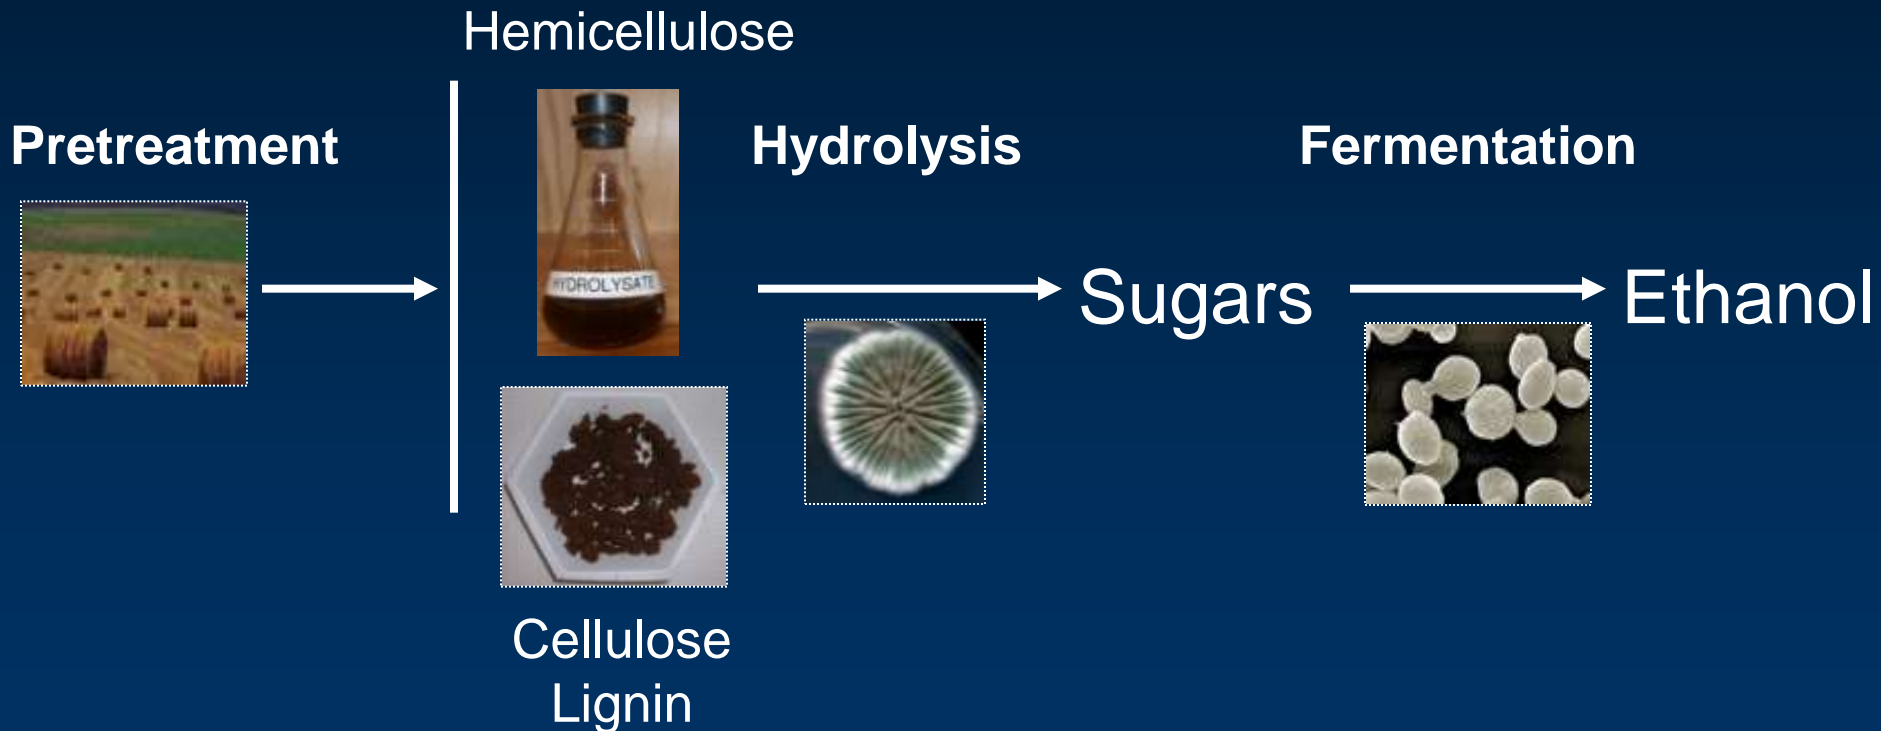 Hemicellulose
Pretreatment
HYDROLYSATE
Hydrolysis
Fermentation
Sugars
Ethanol
Cellulose
Lignin